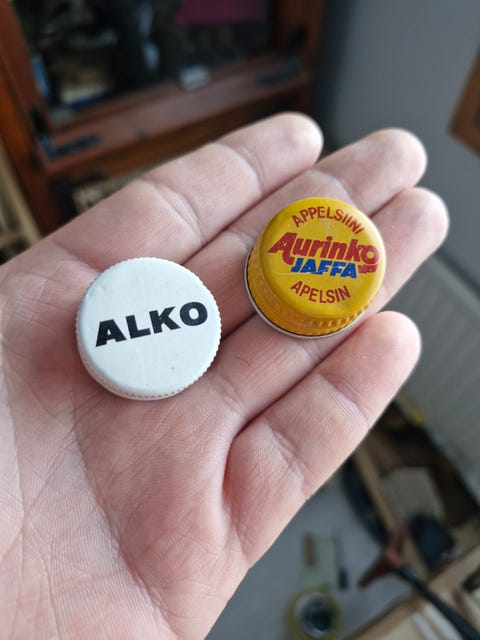 ALKO
APPELSIINI
Aurinko
JAFFA
APELSIN